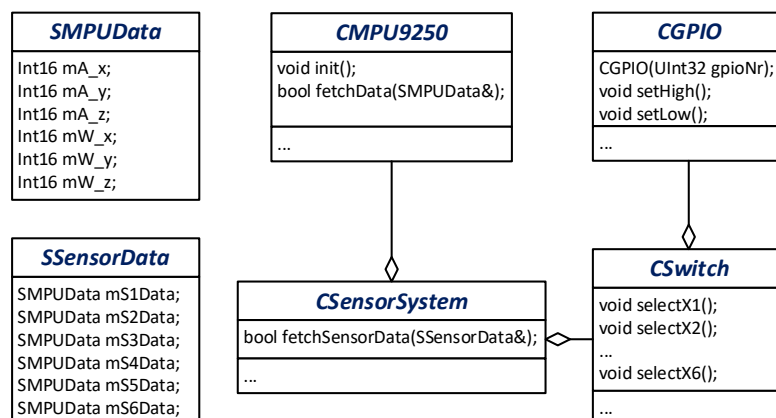 SMPUData
Int16 mA_x;
Int16 mA_y;
Int16 mA_z;
Int16 mW_x;
Int16 mW_y;
Int16 mW_z;
CMPU9250
void init();
bool fetchData(SMPUData&);
...
CGPIO
CGPIO(UInt32 gpioNr);
void setHigh();
void setLow();
...
SSensorData
SMPUData mS1Data;
SMPUData mS2Data;
SMPUData mS3Data;
SMPUData mS4Data;
SMPUData mS5Data;
SMPUData mS6Data;
CSensorSystem
bool fetchSensorData(SSensorData&);
...
CSwitch
void selectX1();
void selectX2();
...
void selectX6();
...